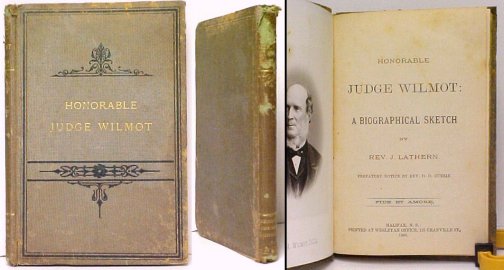 HONORABLE
JUDGE WILMOT
HONORABLE
JUDGE WILMOT:
A BIOGRAPHICAL SKETCH
BY
REV. J. LATHERN
PREFATORY NOTICE BY REV. D. D. CURRIE
FIDE ET AMORE.
HALIFAX, N. S.
PRINTED AT WESLEYAN OFFICE, 125 GRANVILLE ST.,